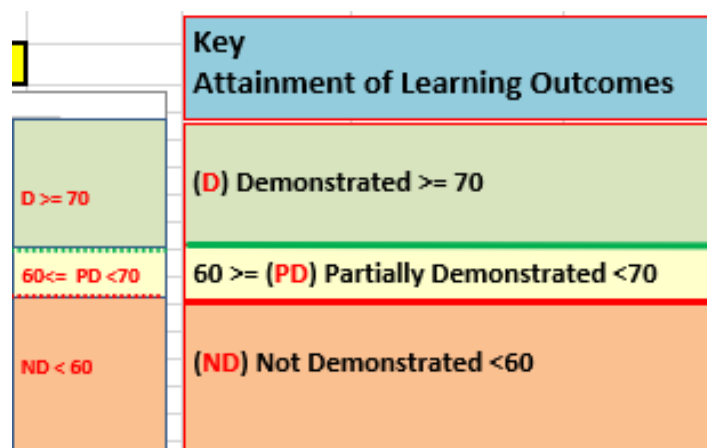 Key
Attainment of Learning Outcomes
D >= 70
(D) Demonstrated >= 70
60<= PD <70
60 >= (PD) Partially Demonstrated <70
ND < 60
(ND) Not Demonstrated <60